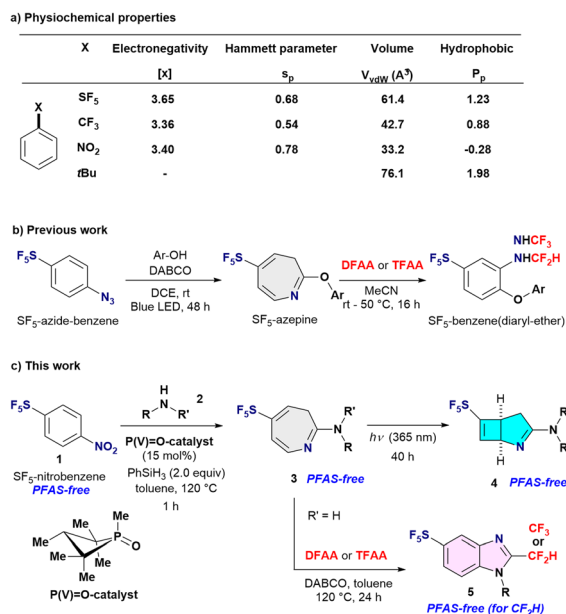 a) Physiochemical properties
X Electronegativity Hammett parameter Volume Hydrophobic
[x] sp VvdW (A³) Pp
X
SF5 3.65 0.68 61.4 1.23
CF3 3.36 0.54 42.7 0.88
NO2 3.40 0.78 33.2 -0.28
tBu - 76.1 1.98
b) Previous work
F5S
N3
SF5-azide-benzene
Ar-OH
DABCO
DCE, rt
Blue LED, 48 h
F5S
N
O
Ar
SF5-azepine
DFAA or TFAA
MeCN
rt - 50 °C, 16 h
NHCF3
NHCF2H
F5S
O
Ar
SF5-benzene(diaryl-ether)
c) This work
F5S
NO2
1
SF5-nitrobenzene
PFAS-free
H
N
R R' 2
P(V)=O-catalyst
(15 mol%)
PhSiH3 (2.0 equiv)
toluene, 120 °C
1 h
F5S
R'
N
R
N
3 PFAS-free
hν (365 nm)
40 h
F5S
H
R'
N
R
N
H
4 PFAS-free
Me
Me Me
P O
Me
Me
Me
P(V)=O-catalyst
R' = H
DFAA or TFAA
DABCO, toluene
120 °C, 24 h
F5S
N
CF3
or
CF2H
N
R
5
PFAS-free (for CF2H)